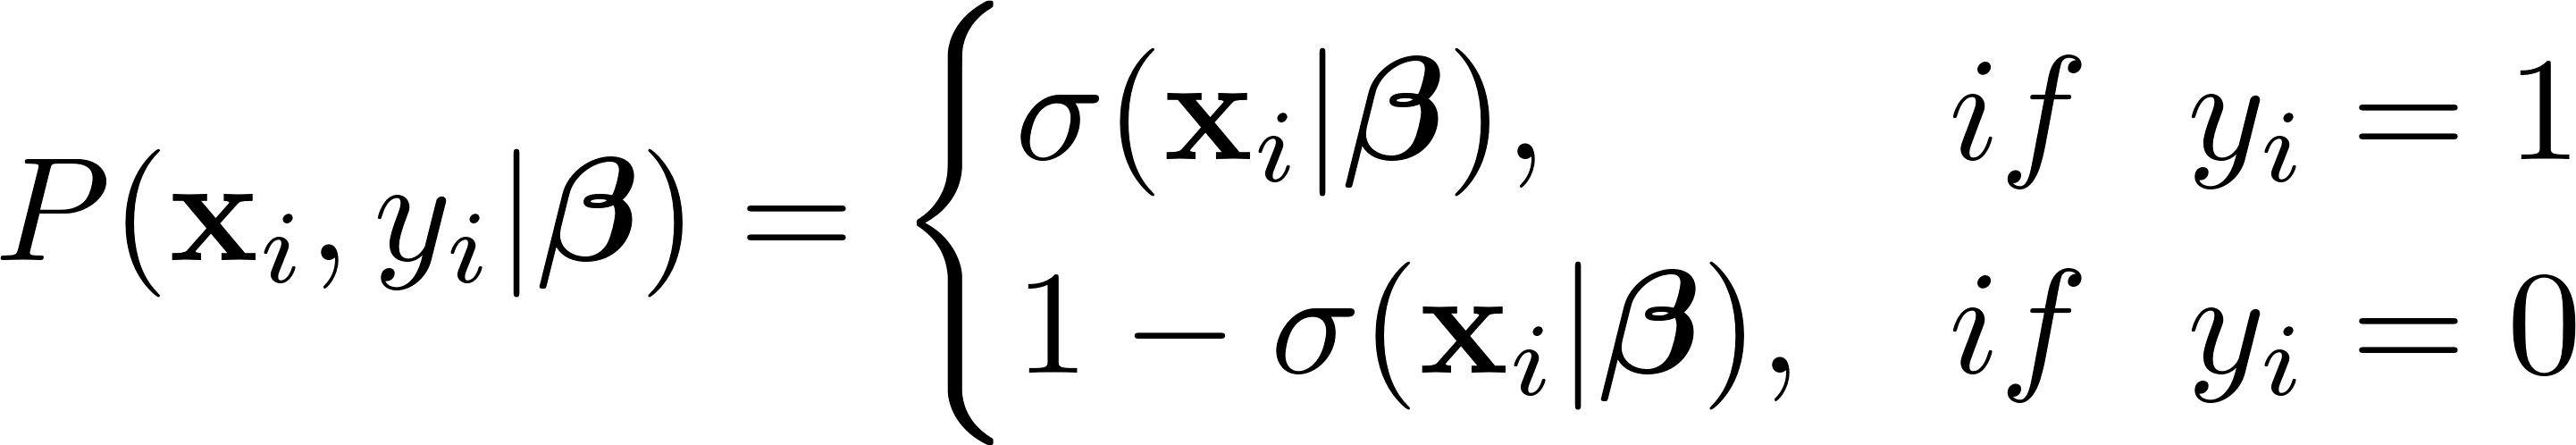 P(𝐱ᵢ, yᵢ|𝜷) = { σ(𝐱ᵢ|𝜷), if yᵢ = 1
1 − σ(𝐱ᵢ|𝜷), if yᵢ = 0